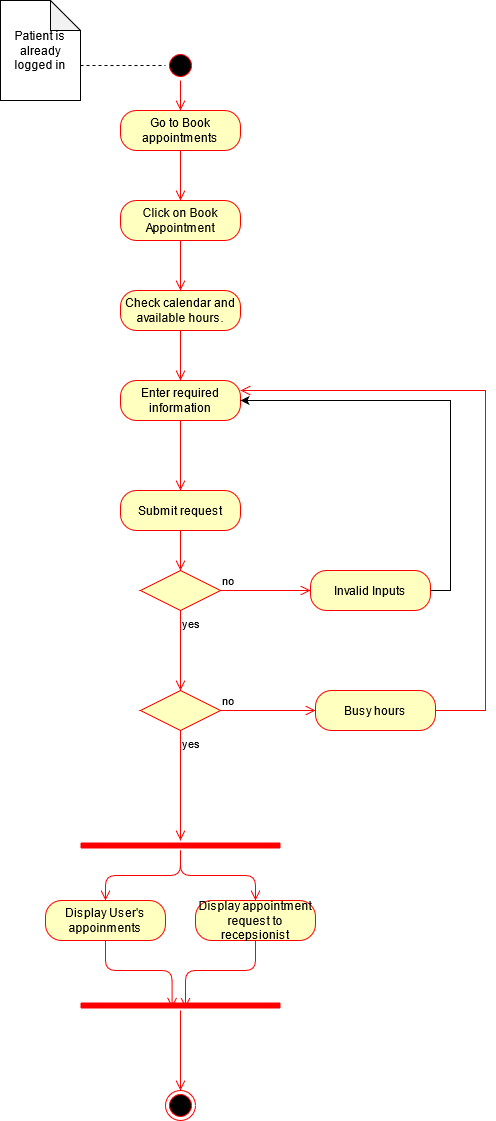 Patient is
already
logged in
Go to Book
appointments
Click on Book
Appointment
Check calendar and
available hours.
Enter required
information
Submit request
no
Invalid Inputs
yes
no
Busy hours
yes
Display User's
appoinments
Display appointment
request to
recepsionist